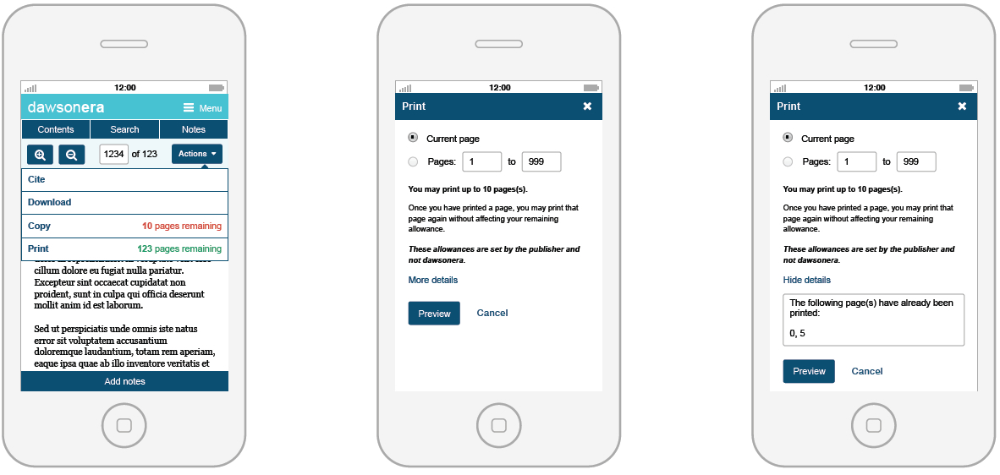 12:00
dawsonera
Menu
Contents Search Notes
1234 of 123 Actions
Cite
Download
Copy 10 pages remaining
Print 123 pages remaining
cillum dolore eu fugiat nulla pariatur.
Excepteur sint occaecat cupidatat non
proident, sunt in culpa qui officia deserunt
mollit anim id est laborum.
Sed ut perspiciatis unde omnis iste natus
error sit voluptatem accusantium
doloremque laudantium, totam rem aperiam,
eaque ipsa quae ab illo inventore veritatis et
Add notes
12:00
Print
Current page
Pages: 1 to 999
You may print up to 10 pages(s).
Once you have printed a page, you may print that
page again without affecting your remaining
allowance.
These allowances are set by the publisher and
not dawsonera.
More details
Preview Cancel
12:00
Print
Current page
Pages: 1 to 999
You may print up to 10 pages(s).
Once you have printed a page, you may print that
page again without affecting your remaining
allowance.
These allowances are set by the publisher and
not dawsonera.
Hide details
The following page(s) have already been
printed:
0, 5
Preview Cancel